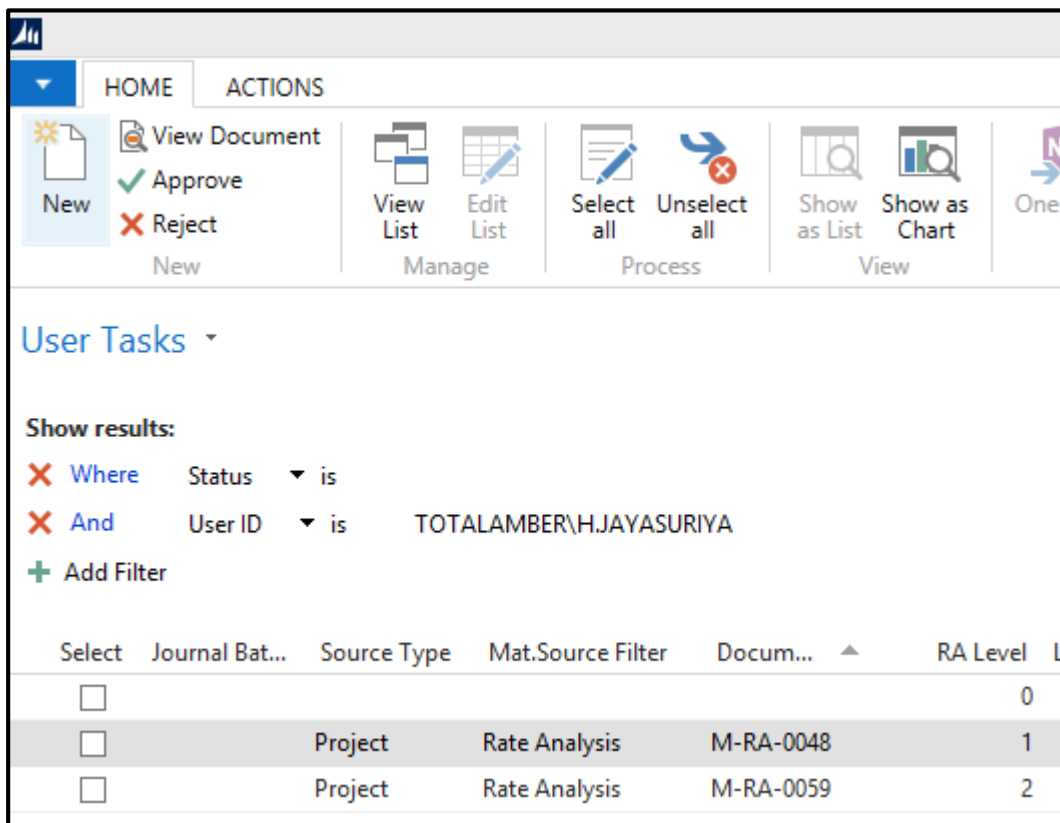 HOME ACTIONS
New
View Document
Approve
Reject
New
View List
Edit List
Manage
Select all
Unselect all
Process
Show as List
Show as Chart
View
One
User Tasks
Show results:
Where Status is
And User ID is TOTALAMBER\H.JAYASURIYA
Add Filter
Select Journal Bat... Source Type Mat.Source Filter Docum... RA Level L
0
Project Rate Analysis M-RA-0048 1
Project Rate Analysis M-RA-0059 2